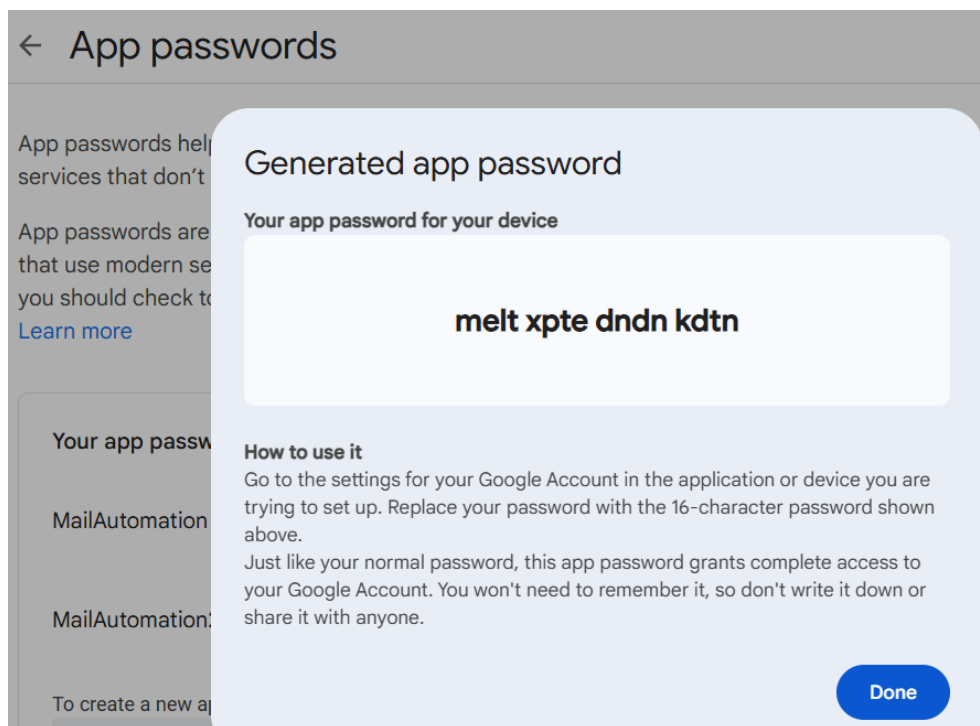 App passwords
App passwords help
services that don't
App passwords are
that use modern se
you should check to
Learn more
Your app passw
MailAutomation
MailAutomation
To create a new ap
Generated app password
Your app password for your device
melt xpte dndn kdtn
How to use it
Go to the settings for your Google Account in the application or device you are
trying to set up. Replace your password with the 16-character password shown
above.
Just like your normal password, this app password grants complete access to
your Google Account. You won't need to remember it, so don't write it down or
share it with anyone.
Done